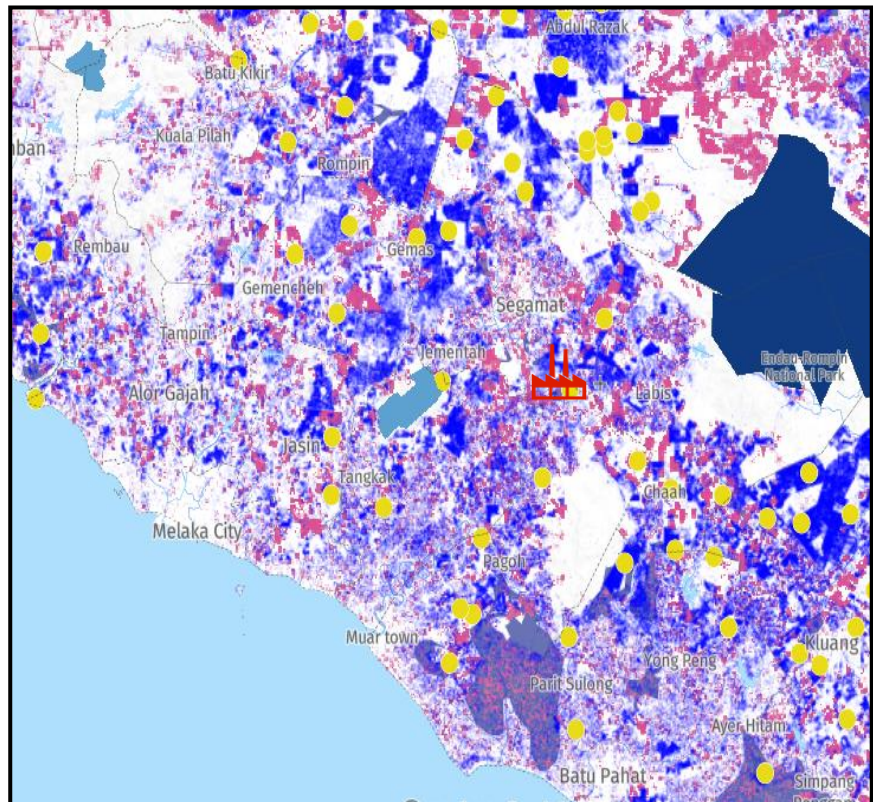 Abdul Razak
Batu Kikir
Kuala Pilah
ban
Rompin
Rembau
Gemas
Gemencheh
Segamat
Tampin
Jementah
Endau-Rompin
National Park
Alor Gajah
Labis
Jasin
Tangkak
Chaah
Melaka City
Pagoh
Muar town
Kluang
Yong Peng
Parit Sulong
Ayer Hitam
Batu Pahat
Simpang